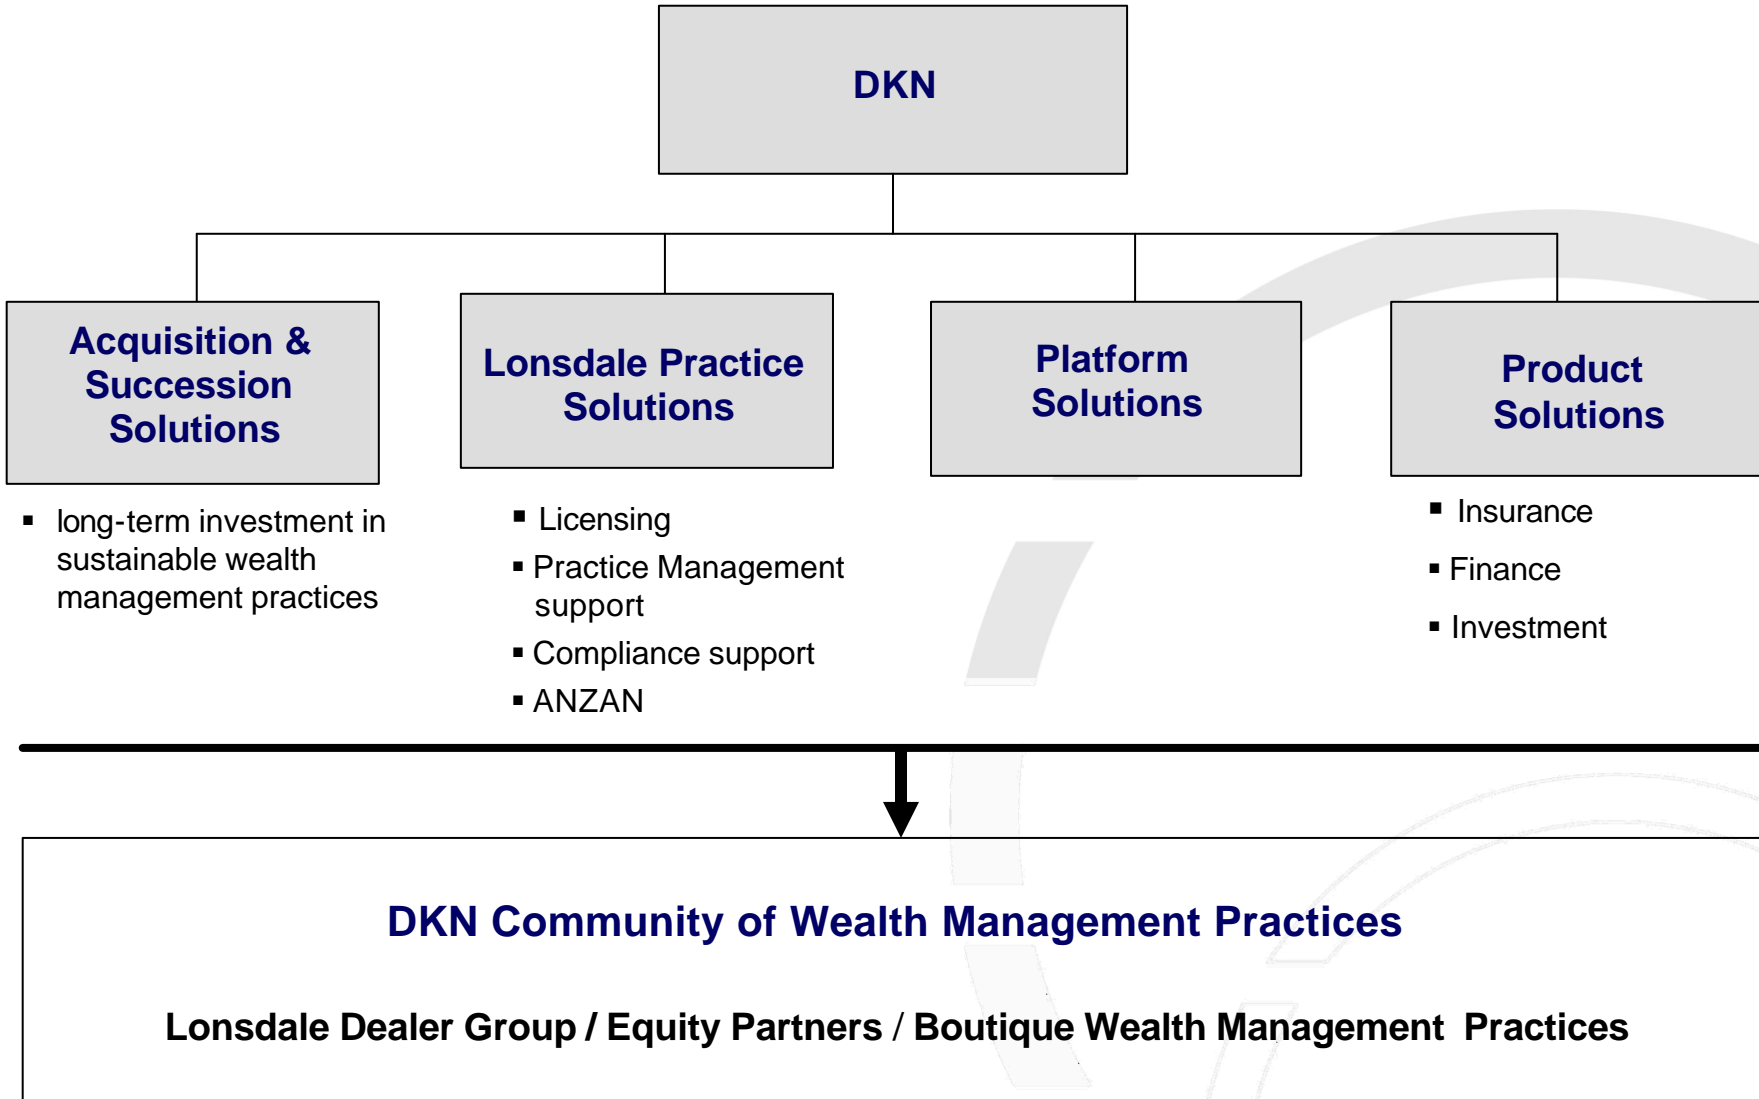 DKN
Acquisition &
Succession
Solutions
▪ long-term investment in
sustainable wealth
management practices
Lonsdale Practice
Solutions
▪ Licensing
▪ Practice Management
support
▪ Compliance support
▪ ANZAN
Platform
Solutions
Product
Solutions
▪ Insurance
▪ Finance
▪ Investment
DKN Community of Wealth Management Practices
Lonsdale Dealer Group / Equity Partners / Boutique Wealth Management Practices